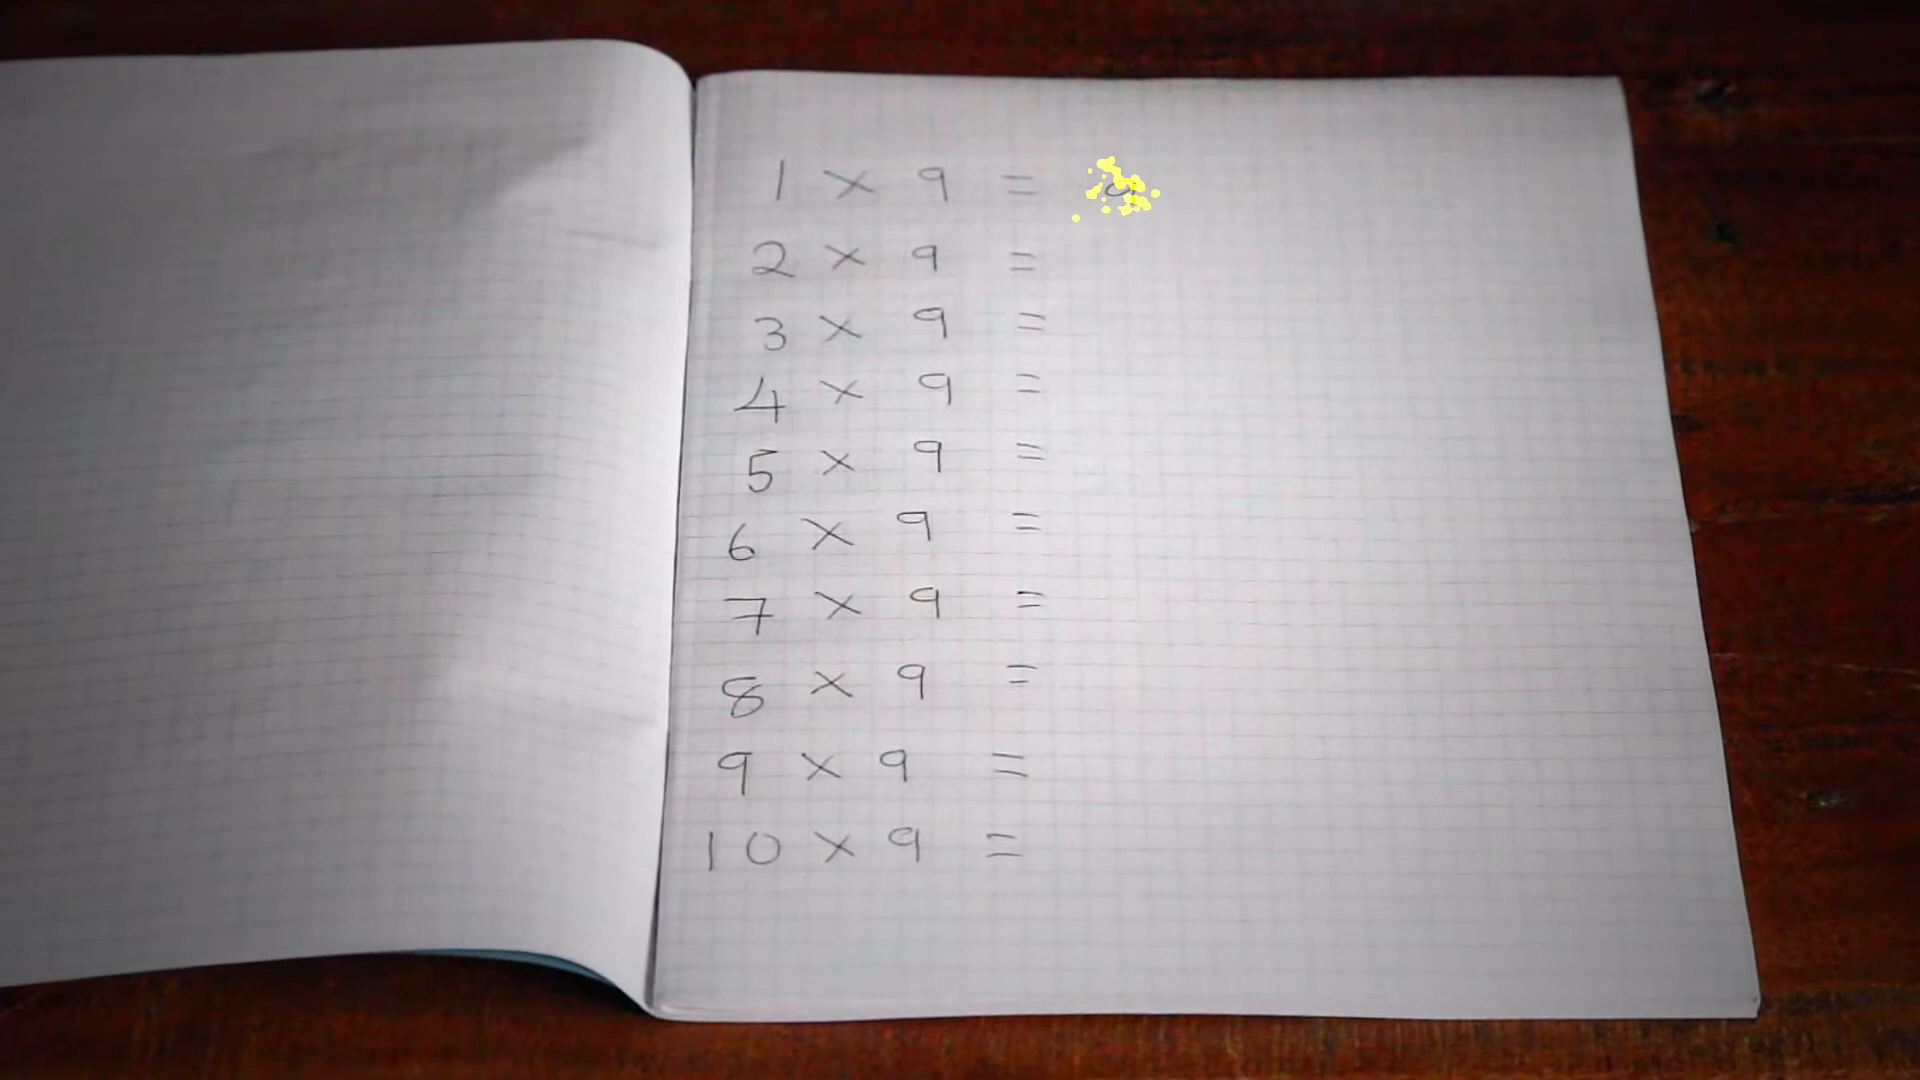 1 × 9 = 9
2 × 9 =
3 × 9 =
4 × 9 =
5 × 9 =
6 × 9 =
7 × 9 =
8 × 9 =
9 × 9 =
10 × 9 =